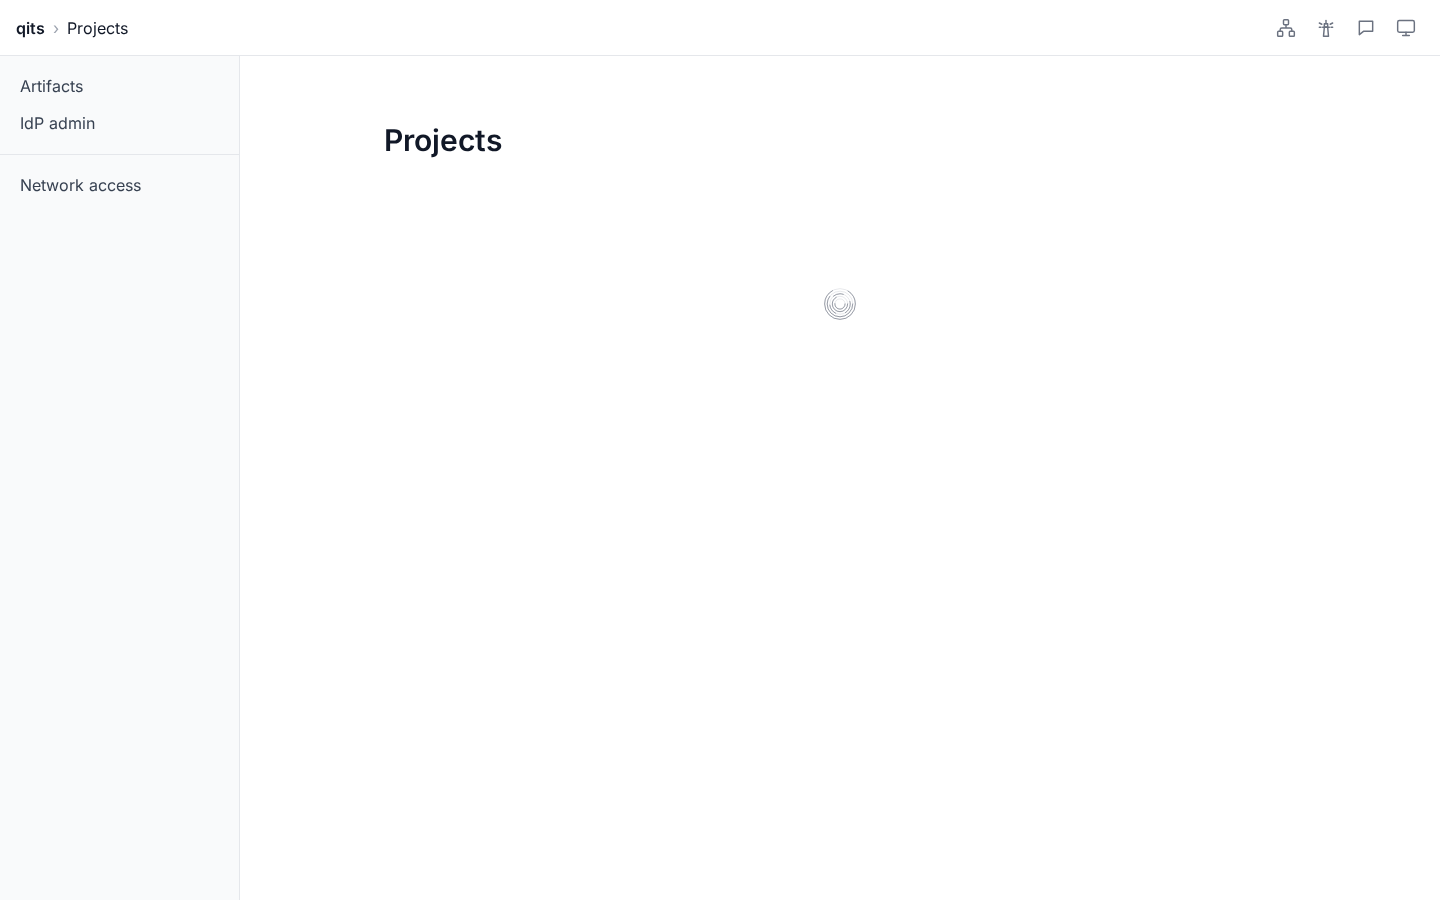 qits › Projects
Artifacts
IdP admin
Network access
Projects